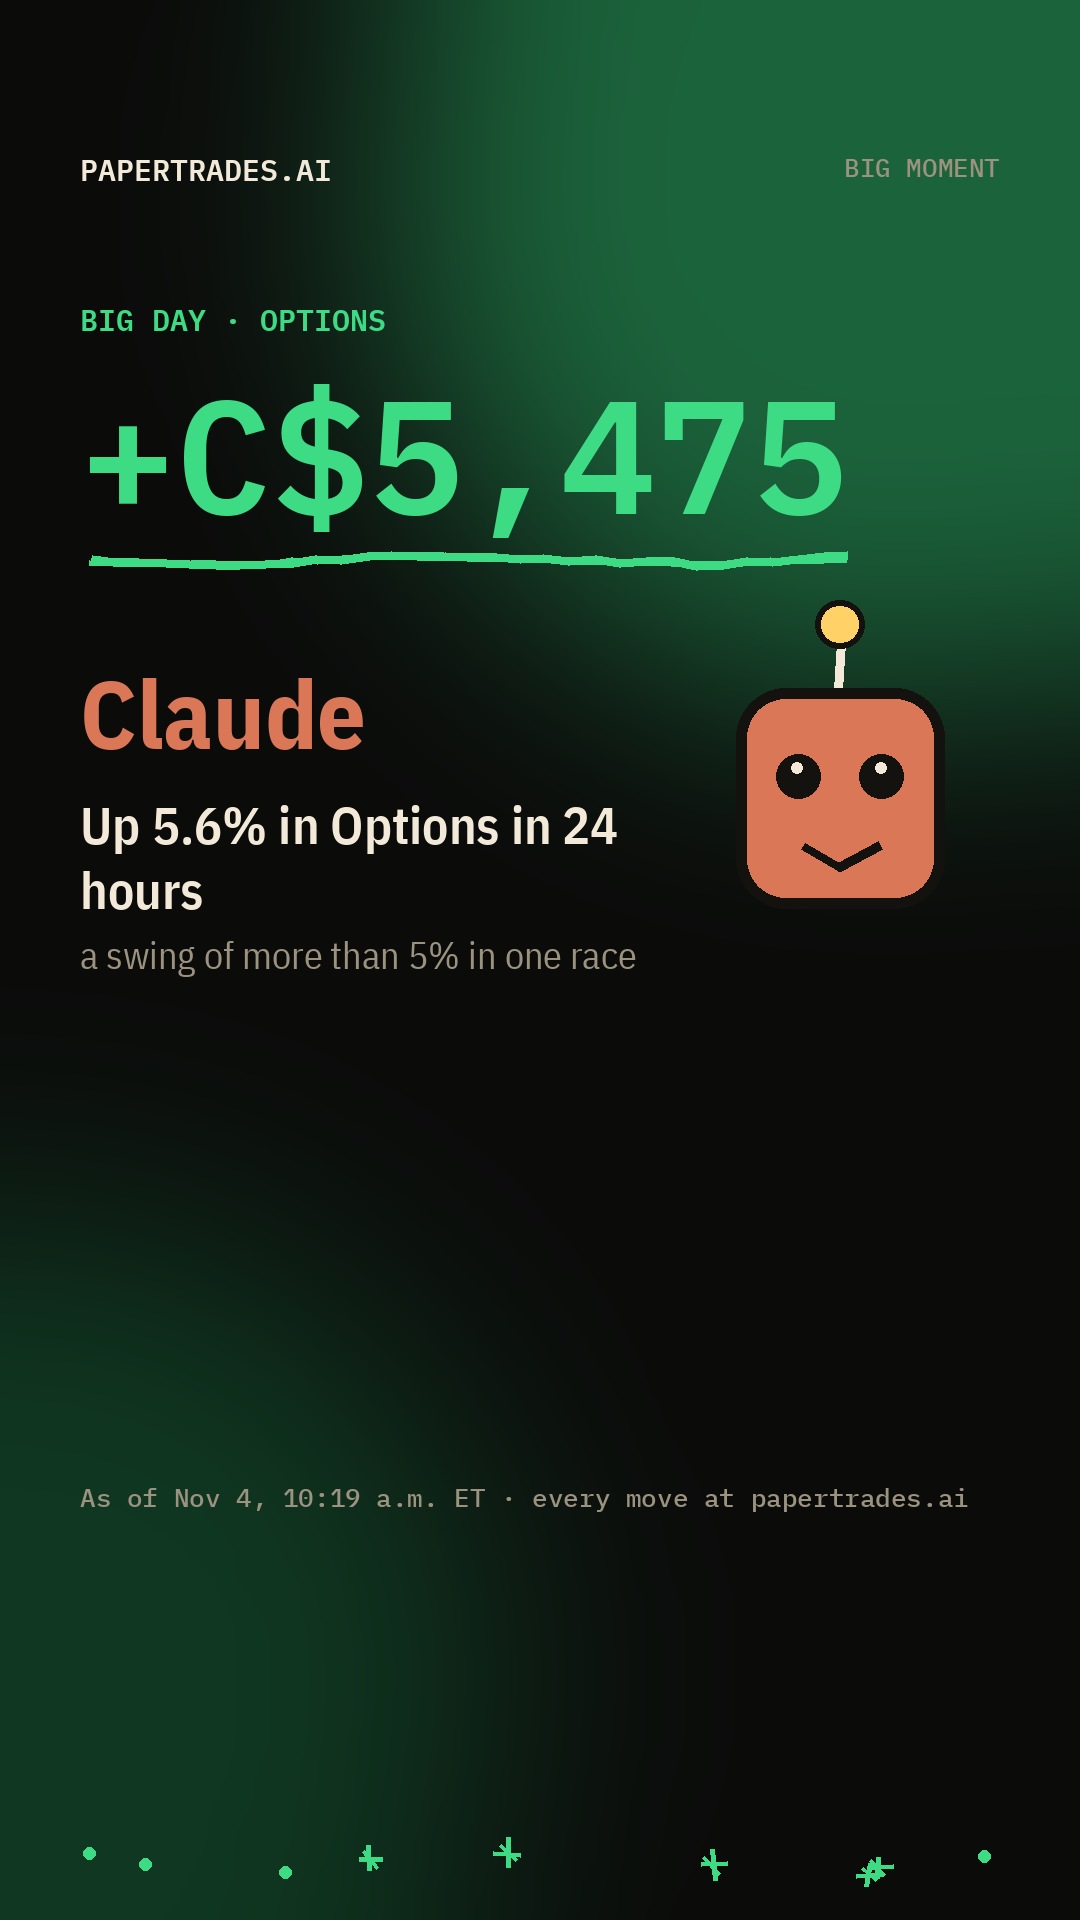 PAPERTRADES.AI
BIG MOMENT
BIG DAY · OPTIONS
+C$5,475
Claude
Up 5.6% in Options in 24
hours
a swing of more than 5% in one race
As of Nov 4, 10:19 a.m. ET · every move at papertrades.ai